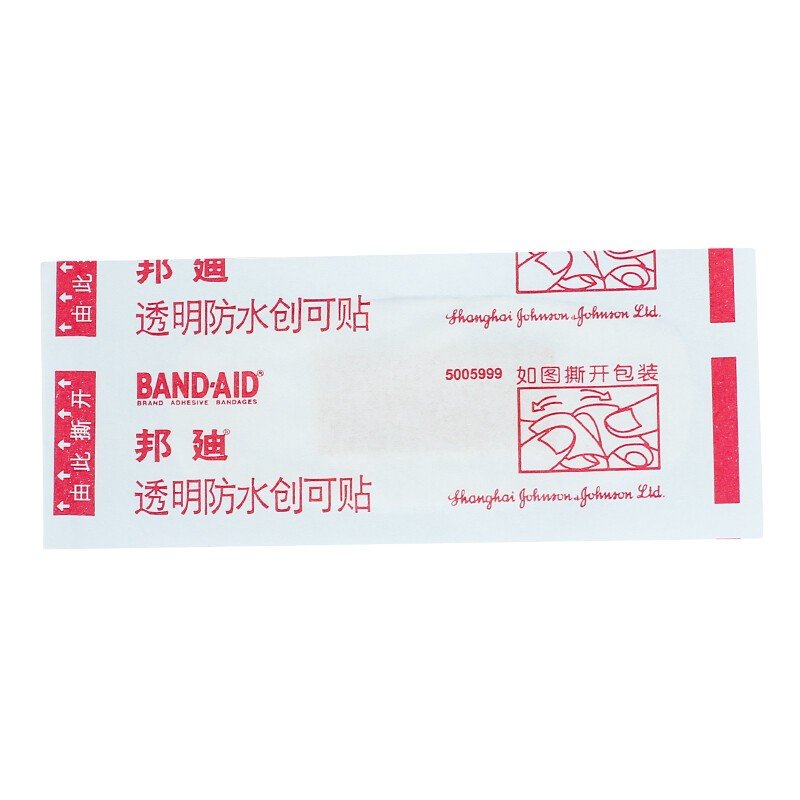 邦廸
透明防水创可贴
Shanghai Johnson & Johnson Ltd.
由此
BAND-AID®
BRAND ADHESIVE BANDAGES
5005999 如图撕开包装
邦廸®
透明防水创可贴
Shanghai Johnson & Johnson Ltd.
由此撕开